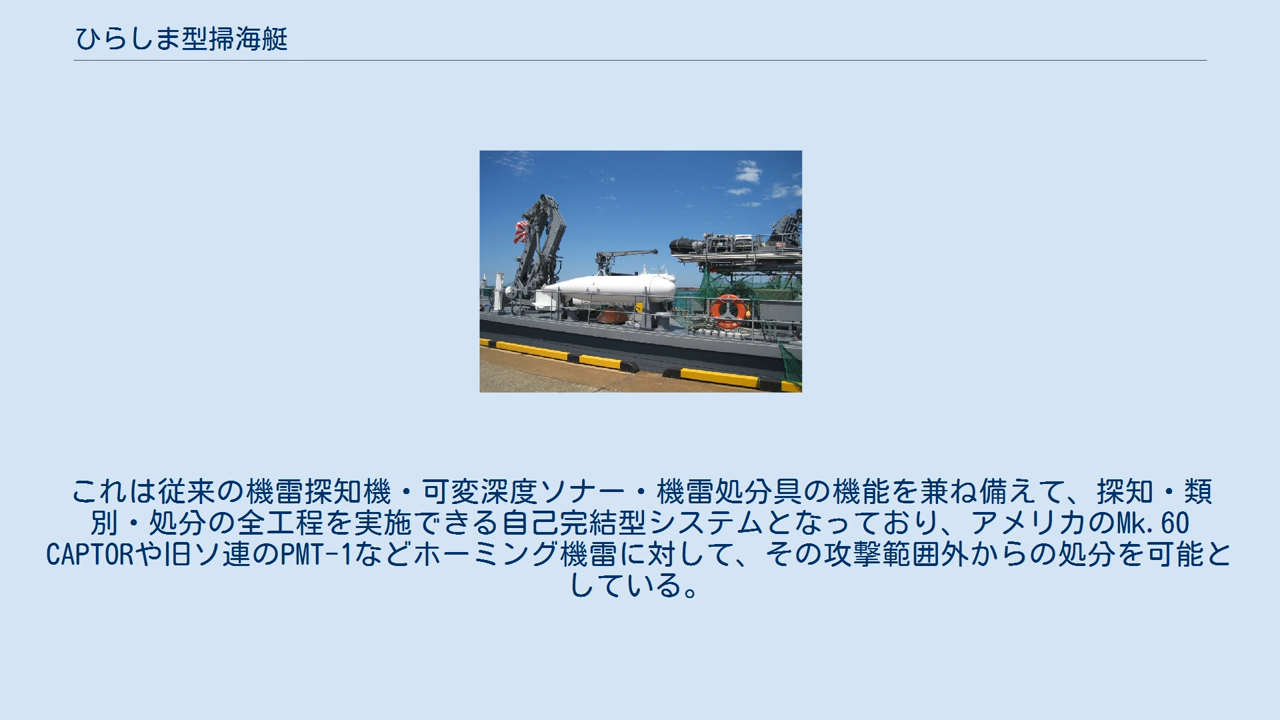 ひらしま型掃海艇
これは従来の機雷探知機・可変深度ソナー・機雷処分具の機能を兼ね備えて、探知・類
別・処分の全工程を実施できる自己完結型システムとなっており、アメリカのMk.60
CAPTORや旧ソ連のPMT-1などホーミング機雷に対して、その攻撃範囲外からの処分を可能と
している。